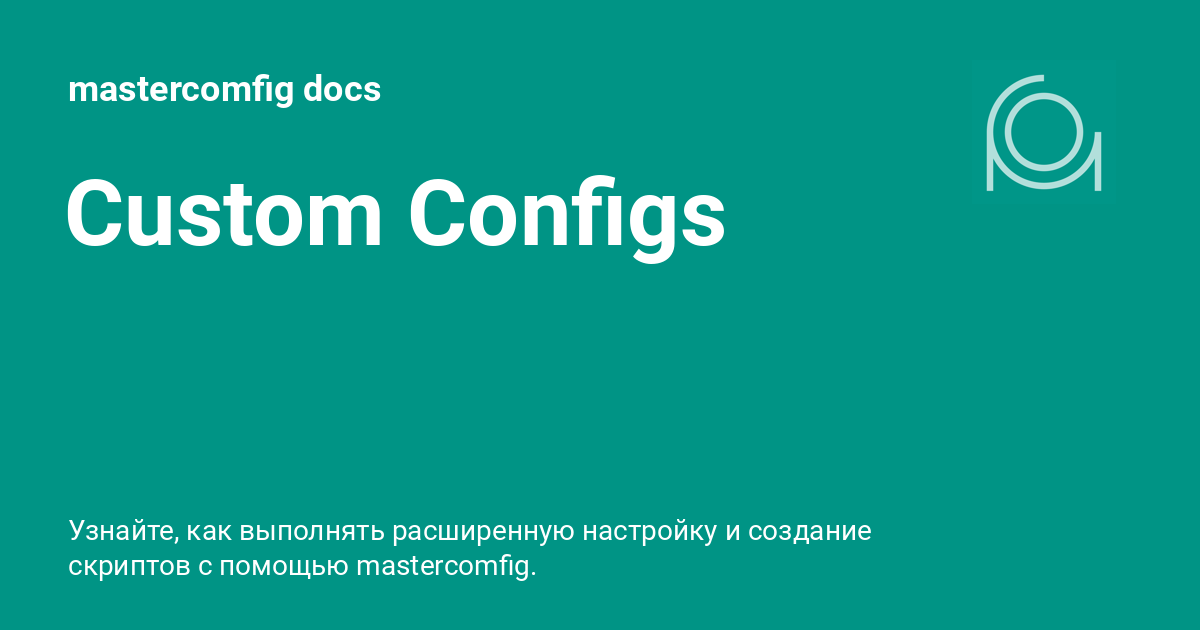 mastercomfig docs
Custom Configs
Узнайте, как выполнять расширенную настройку и создание
скриптов с помощью mastercomfig.